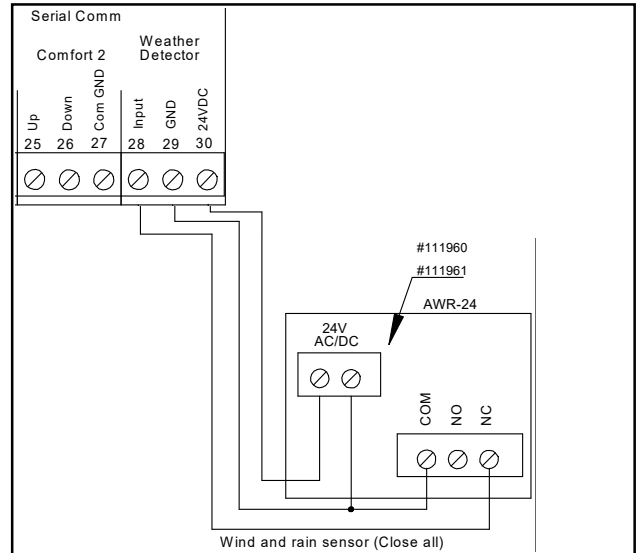 Serial Comm
Comfort 2
Weather
Detector
Up
Down
Com GND
Input
GND
24VDC
25 26 27 28 29 30
#111960
#111961
AWR-24
24V
AC/DC
COM
NO
NC
Wind and rain sensor (Close all)